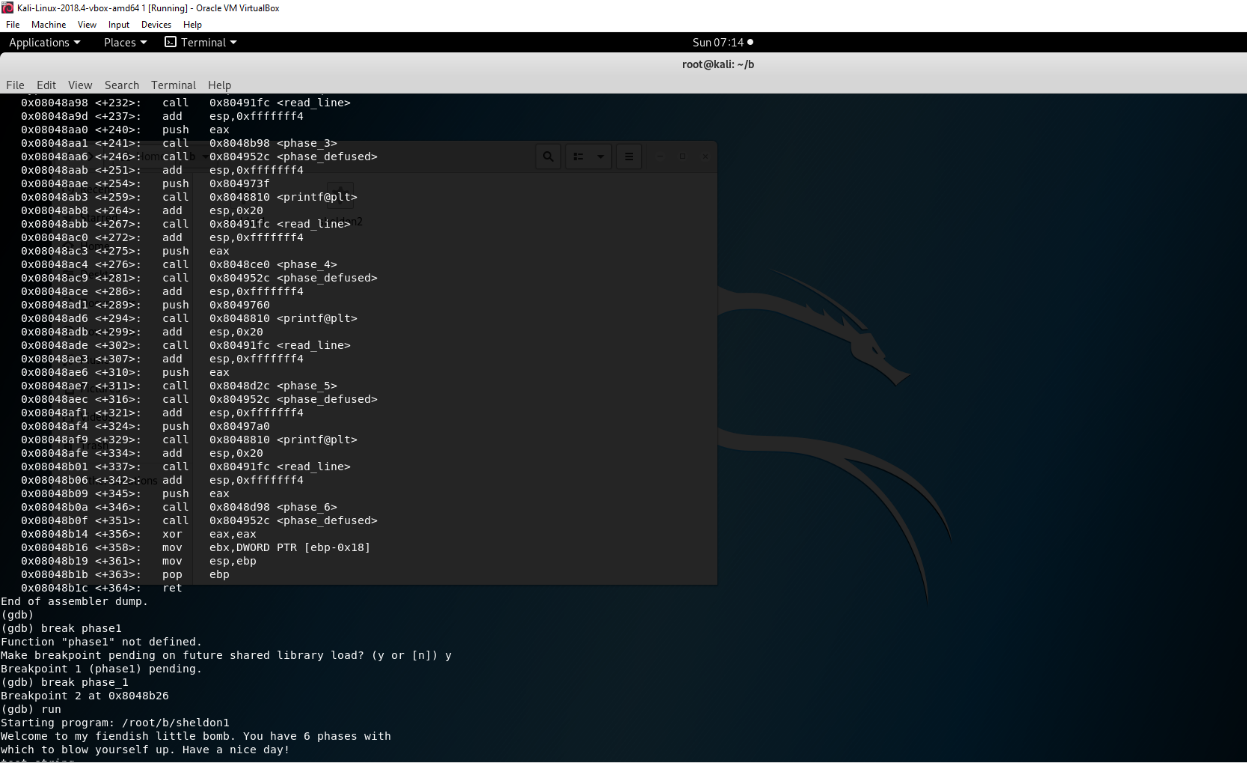 Kali-Linux-2018.4-vbox-amd64 1 [Running] - Oracle VM VirtualBox
File Machine View Input Devices Help
Applications Places Terminal Sun 07:14
root@kali: ~/b
File Edit View Search Terminal Help
0x08048a98 <+232>: call 0x80491fc <read_line>
0x08048a9d <+237>: add esp,0xfffffff4
0x08048aa0 <+240>: push eax
0x08048aa1 <+241>: call 0x8048b98 <phase_3>
0x08048aa6 <+246>: call 0x804952c <phase_defused>
0x08048aab <+251>: add esp,0xfffffff4
0x08048aae <+254>: push 0x804973f
0x08048ab3 <+259>: call 0x8048810 <printf@plt>
0x08048ab8 <+264>: add esp,0x20
0x08048abb <+267>: call 0x80491fc <read_line>
0x08048ac0 <+272>: add esp,0xfffffff4
0x08048ac3 <+275>: push eax
0x08048ac4 <+276>: call 0x8048ce0 <phase_4>
0x08048ac9 <+281>: call 0x804952c <phase_defused>
0x08048ace <+286>: add esp,0xfffffff4
0x08048ad1 <+289>: push 0x8049760
0x08048ad6 <+294>: call 0x8048810 <printf@plt>
0x08048adb <+299>: add esp,0x20
0x08048ade <+302>: call 0x80491fc <read_line>
0x08048ae3 <+307>: add esp,0xfffffff4
0x08048ae6 <+310>: push eax
0x08048ae7 <+311>: call 0x8048d2c <phase_5>
0x08048aec <+316>: call 0x804952c <phase_defused>
0x08048af1 <+321>: add esp,0xfffffff4
0x08048af4 <+324>: push 0x80497a0
0x08048af9 <+329>: call 0x8048810 <printf@plt>
0x08048afe <+334>: add esp,0x20
0x08048b01 <+337>: call 0x80491fc <read_line>
0x08048b06 <+342>: add esp,0xfffffff4
0x08048b09 <+345>: push eax
0x08048b0a <+346>: call 0x8048d98 <phase_6>
0x08048b0f <+351>: call 0x804952c <phase_defused>
0x08048b14 <+356>: xor eax,eax
0x08048b16 <+358>: mov ebx,DWORD PTR [ebp-0x18]
0x08048b19 <+361>: mov esp,ebp
0x08048b1b <+363>: pop ebp
0x08048b1c <+364>: ret
End of assembler dump.
(gdb)
(gdb) break phase1
Function "phase1" not defined.
Make breakpoint pending on future shared library load? (y or [n]) y
Breakpoint 1 (phase1) pending.
(gdb) break phase_1
Breakpoint 2 at 0x8048b26
(gdb) run
Starting program: /root/b/sheldon1
Welcome to my fiendish little bomb. You have 6 phases with
which to blow yourself up. Have a nice day!